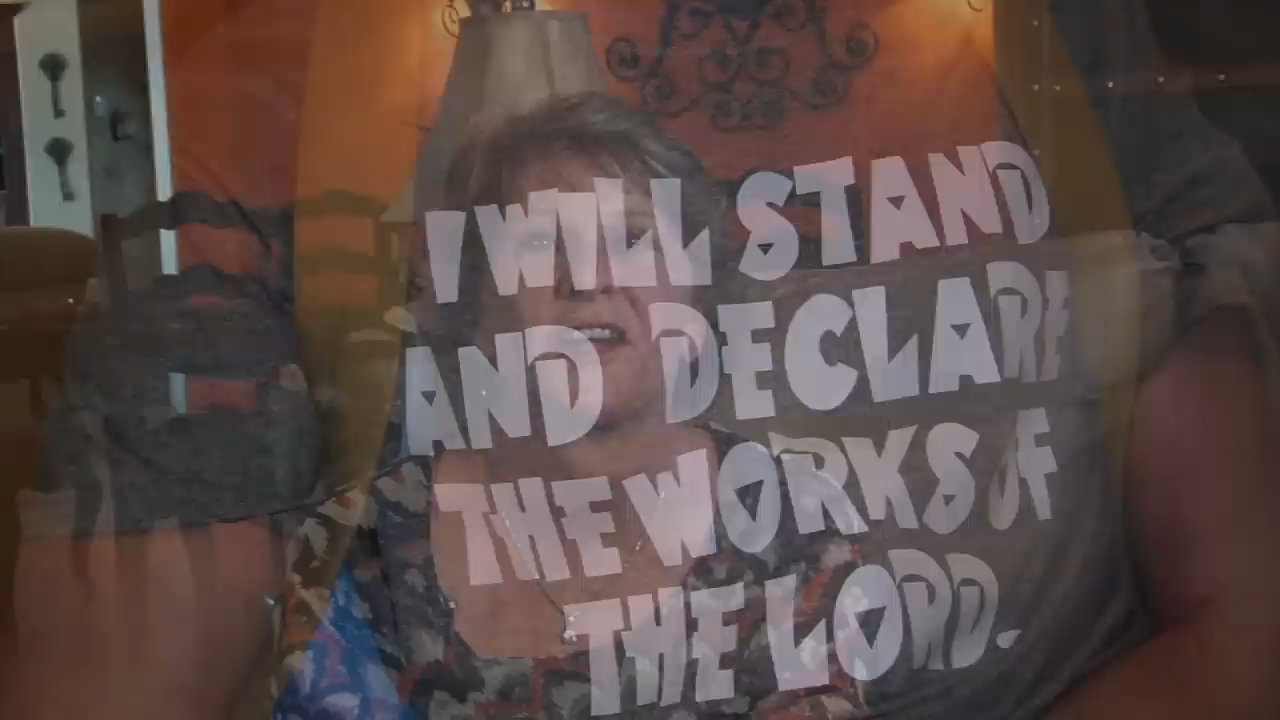 I WILL STAND
AND DECLARE
THE WORKS OF
THE LORD.